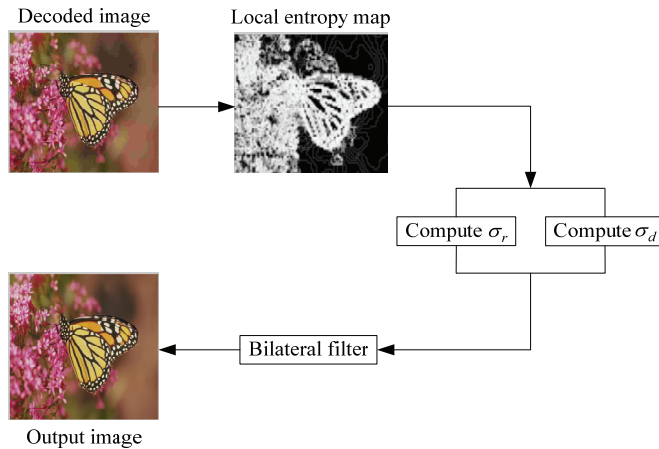 Decoded image
Local entropy map
Compute σr
Compute σd
Bilateral filter
Output image